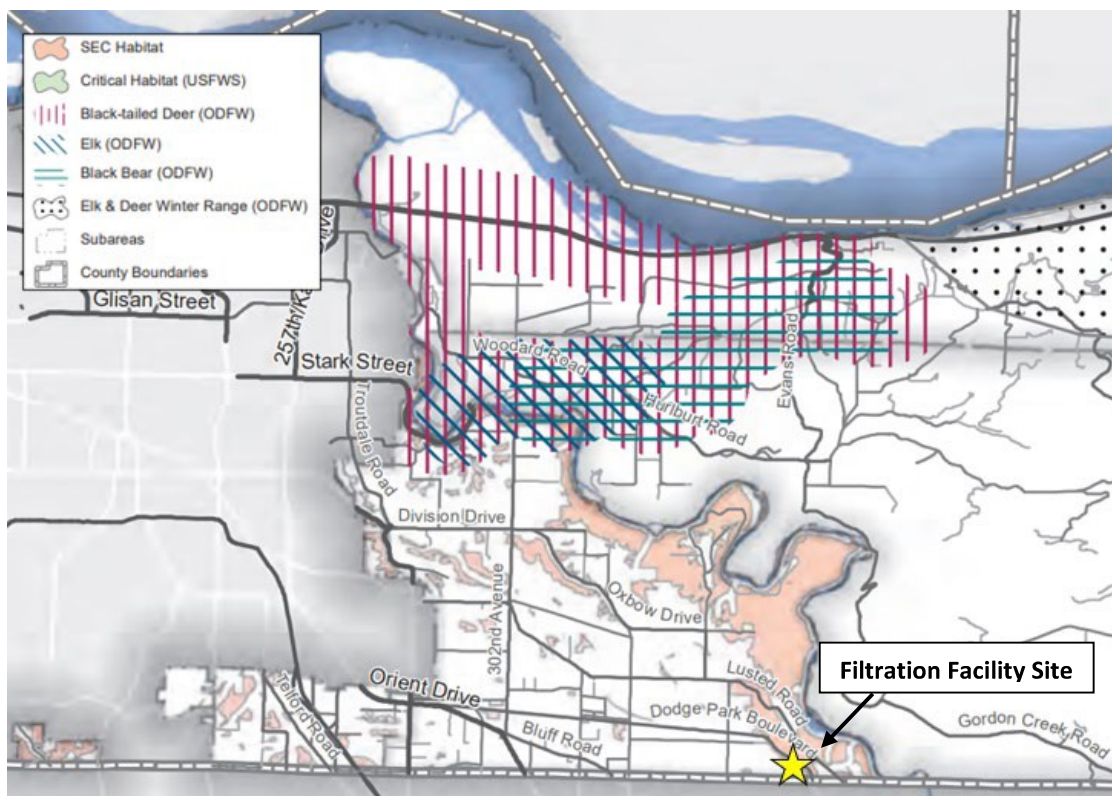 SEC Habitat
Critical Habitat (USFWS)
Black-tailed Deer (ODFW)
Elk (ODFW)
Black Bear (ODFW)
Elk & Deer Winter Range (ODFW)
Subareas
County Boundaries
Glisan Street
257th/Ka
Drive
Stark Street
Troutdale Road
Woodard Road
Hurlburt Road
Evans Road
Division Drive
302nd Avenue
Oxbow Drive
Lusted Road
Filtration Facility Site
Orient Drive
Dodge Park Boulevard
Telford Road
Bluff Road
Gordon Creek Road